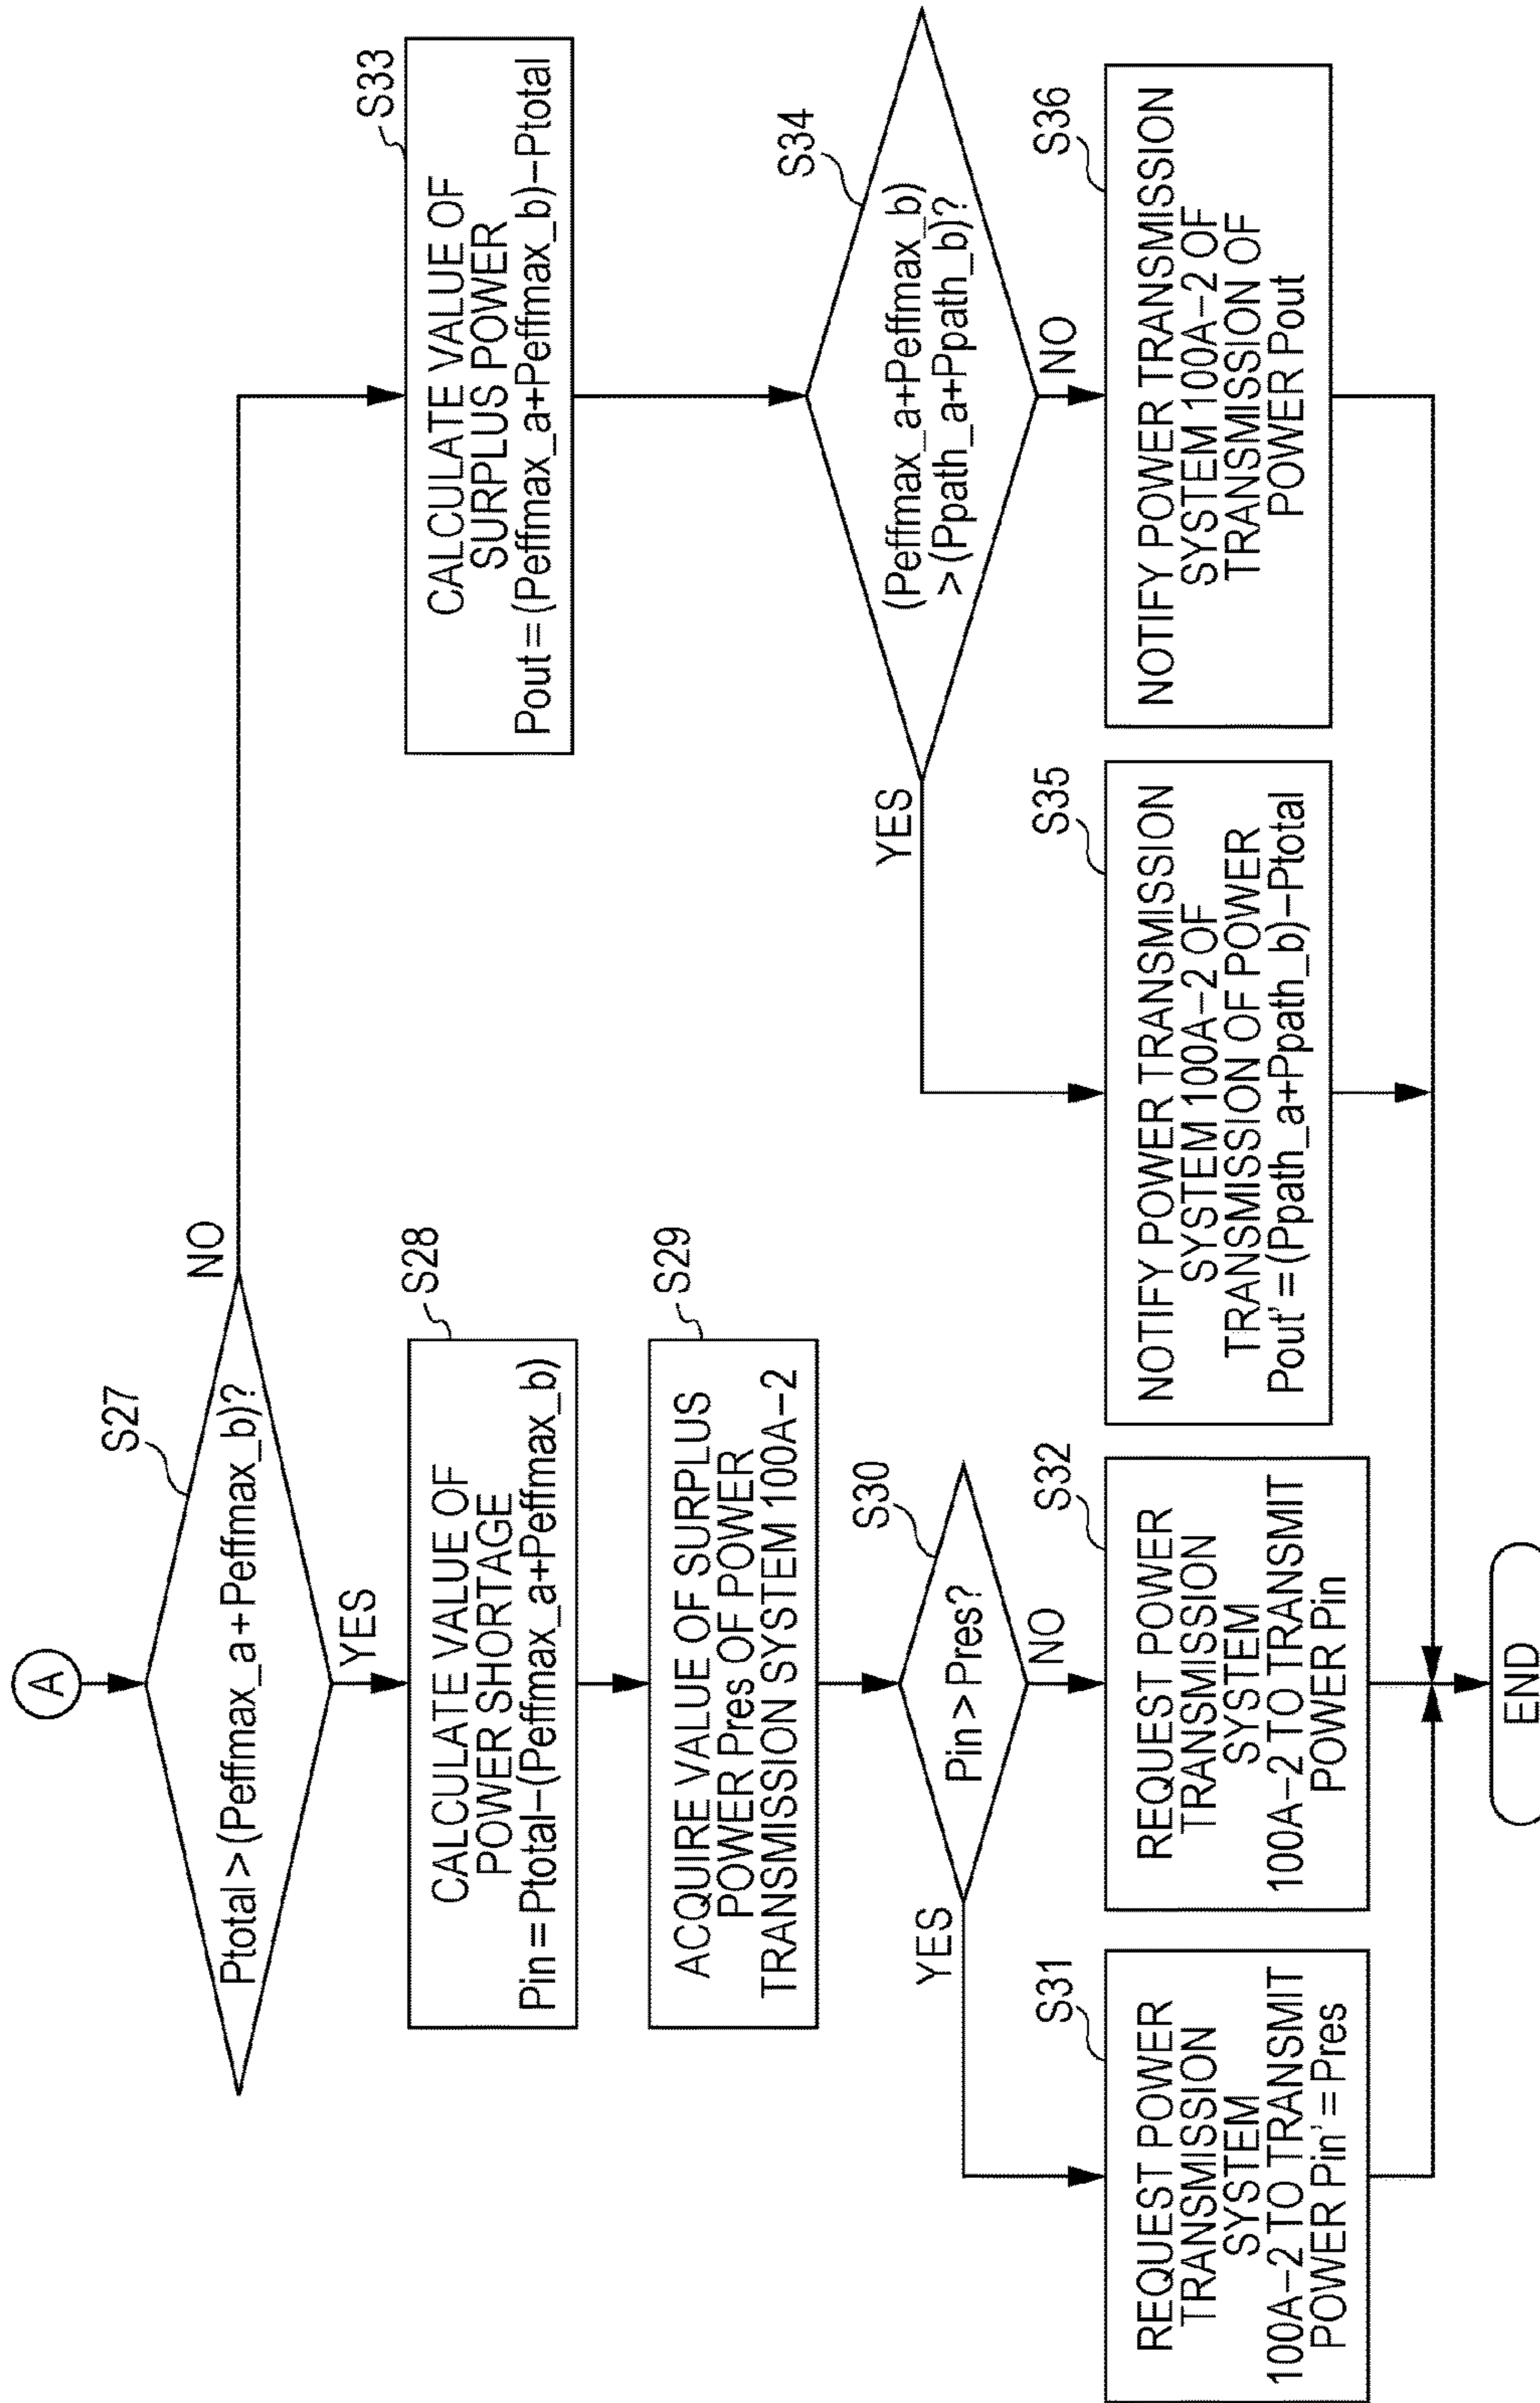 A
S27
Ptotal > (Peffmax_a+Peffmax_b)?
NO
YES
S28
CALCULATE VALUE OF
POWER SHORTAGE
Pin = Ptotal−(Peffmax_a+Peffmax_b)
S29
ACQUIRE VALUE OF SURPLUS
POWER Pres OF POWER
TRANSMISSION SYSTEM 100A−2
S30
Pin > Pres?
YES
NO
S31
REQUEST POWER
TRANSMISSION
SYSTEM
100A−2 TO TRANSMIT
POWER Pin' = Pres
S32
REQUEST POWER
TRANSMISSION
SYSTEM
100A−2 TO TRANSMIT
POWER Pin
S33
CALCULATE VALUE OF
SURPLUS POWER
Pout = (Peffmax_a+Peffmax_b)−Ptotal
S34
(Peffmax_a+Peffmax_b)
> (Ppath_a+Ppath_b)?
YES
NO
S35
NOTIFY POWER TRANSMISSION
SYSTEM 100A−2 OF
TRANSMISSION OF POWER
Pout' = (Ppath_a+Ppath_b)−Ptotal
S36
NOTIFY POWER TRANSMISSION
SYSTEM 100A−2 OF
TRANSMISSION OF
POWER Pout
END